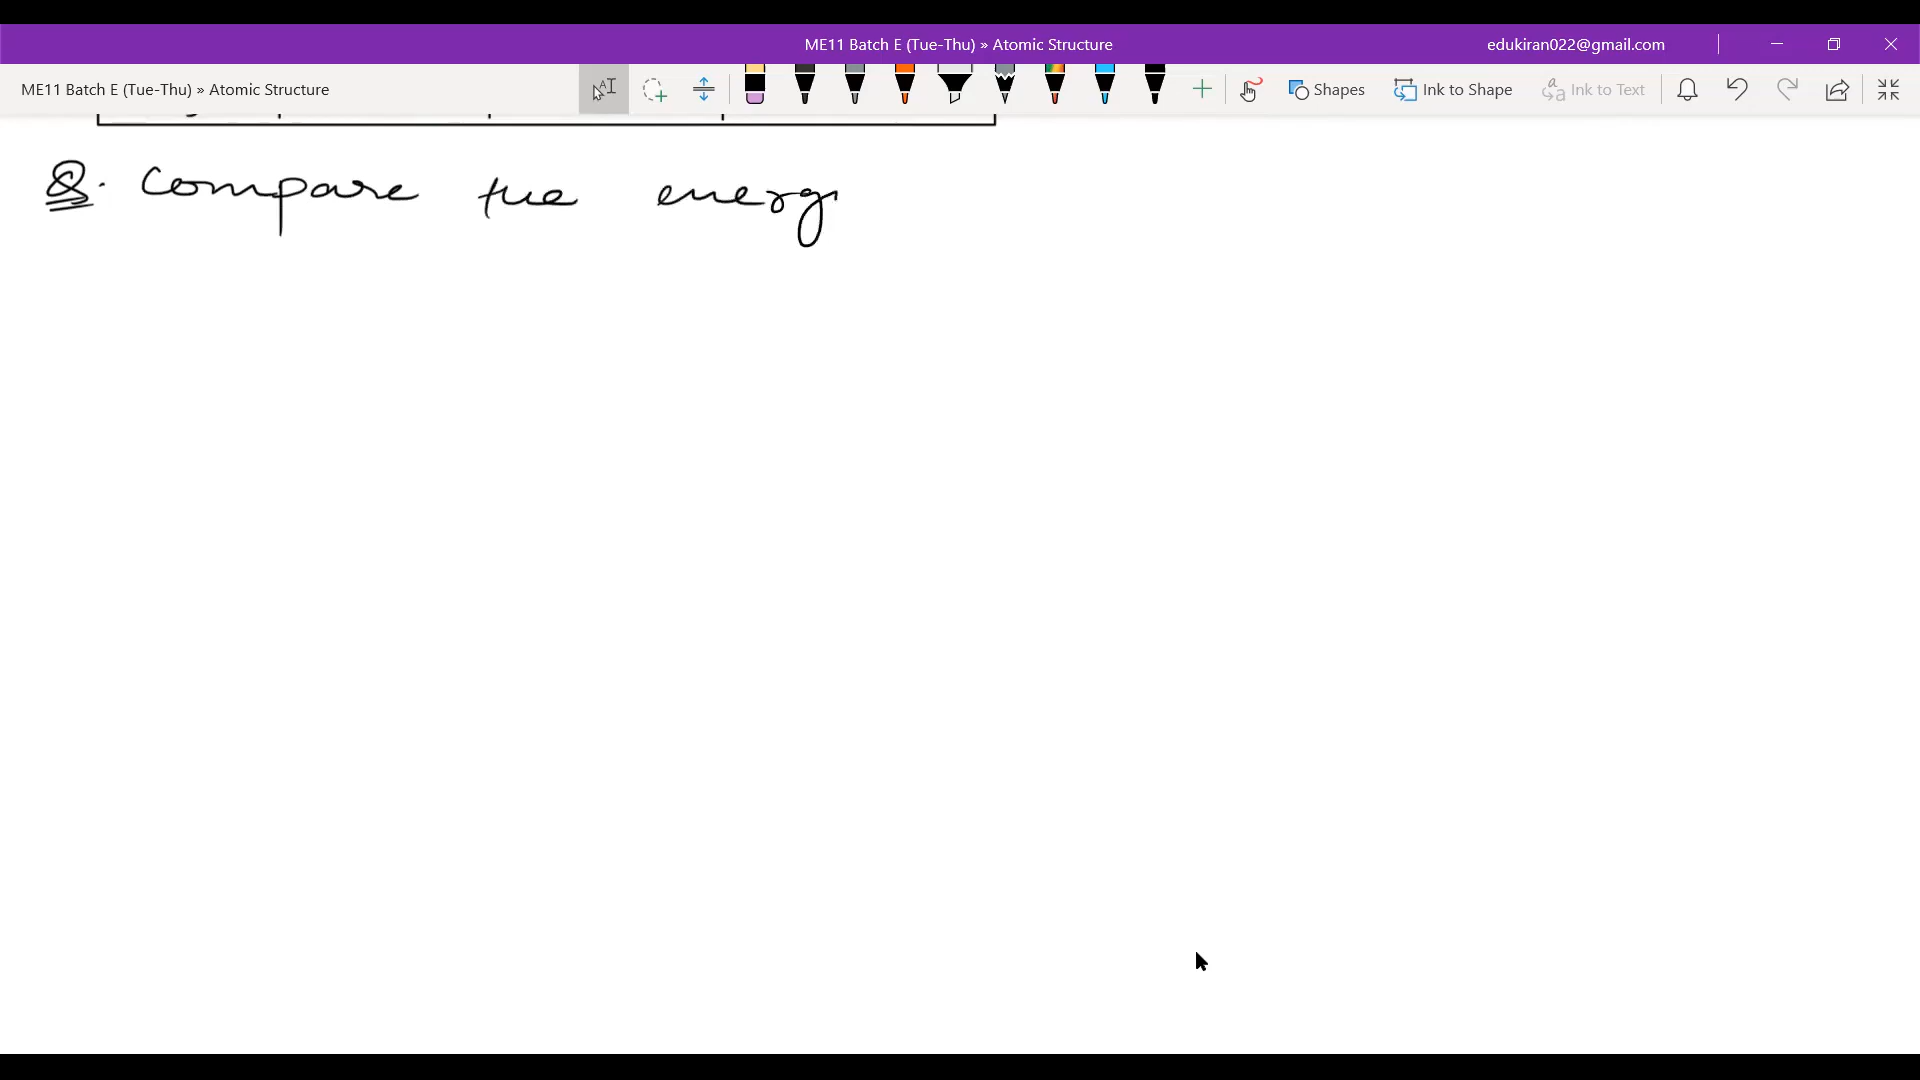 ME11 Batch E (Tue-Thu) » Atomic Structure
edukiran022@gmail.com
ME11 Batch E (Tue-Thu) » Atomic Structure
Shapes
Ink to Shape
Ink to Text
Q. Compare the energ